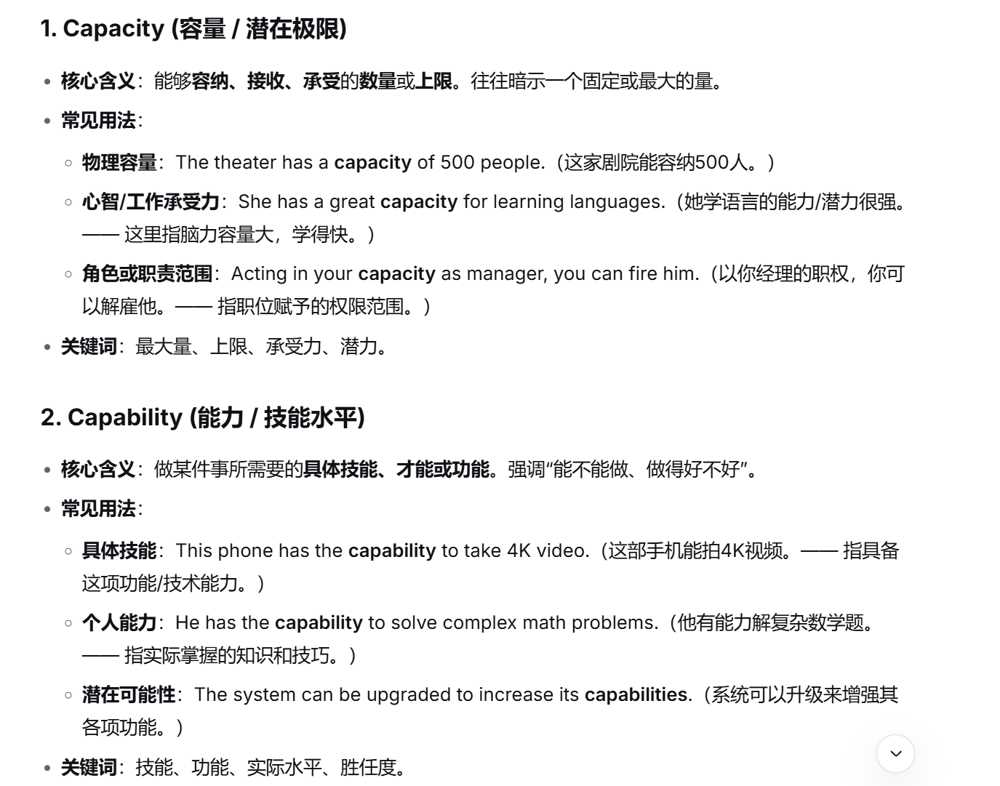 1. Capacity (容量 / 潜在极限)
• 核心含义：能够容纳、接收、承受的数量或上限。往往暗示一个固定或最大的量。
• 常见用法：
○ 物理容量：The theater has a capacity of 500 people.（这家剧院能容纳500人。）
○ 心智/工作承受力：She has a great capacity for learning languages.（她学语言的能力/潜力很强。
—— 这里指脑力容量大，学得快。）
○ 角色或职责范围：Acting in your capacity as manager, you can fire him.（以你经理的职权，你可
以解雇他。—— 指职位赋予的权限范围。）
• 关键词：最大量、上限、承受力、潜力。
2. Capability (能力 / 技能水平)
• 核心含义：做某件事所需要的具体技能、才能或功能。强调“能不能做、做得好不好”。
• 常见用法：
○ 具体技能：This phone has the capability to take 4K video.（这部手机能拍4K视频。—— 指具备
这项功能/技术能力。）
○ 个人能力：He has the capability to solve complex math problems.（他有能力解复杂数学题。
—— 指实际掌握的知识和技巧。）
○ 潜在可能性：The system can be upgraded to increase its capabilities.（系统可以升级来增强其
各项功能。）
• 关键词：技能、功能、实际水平、胜任度。